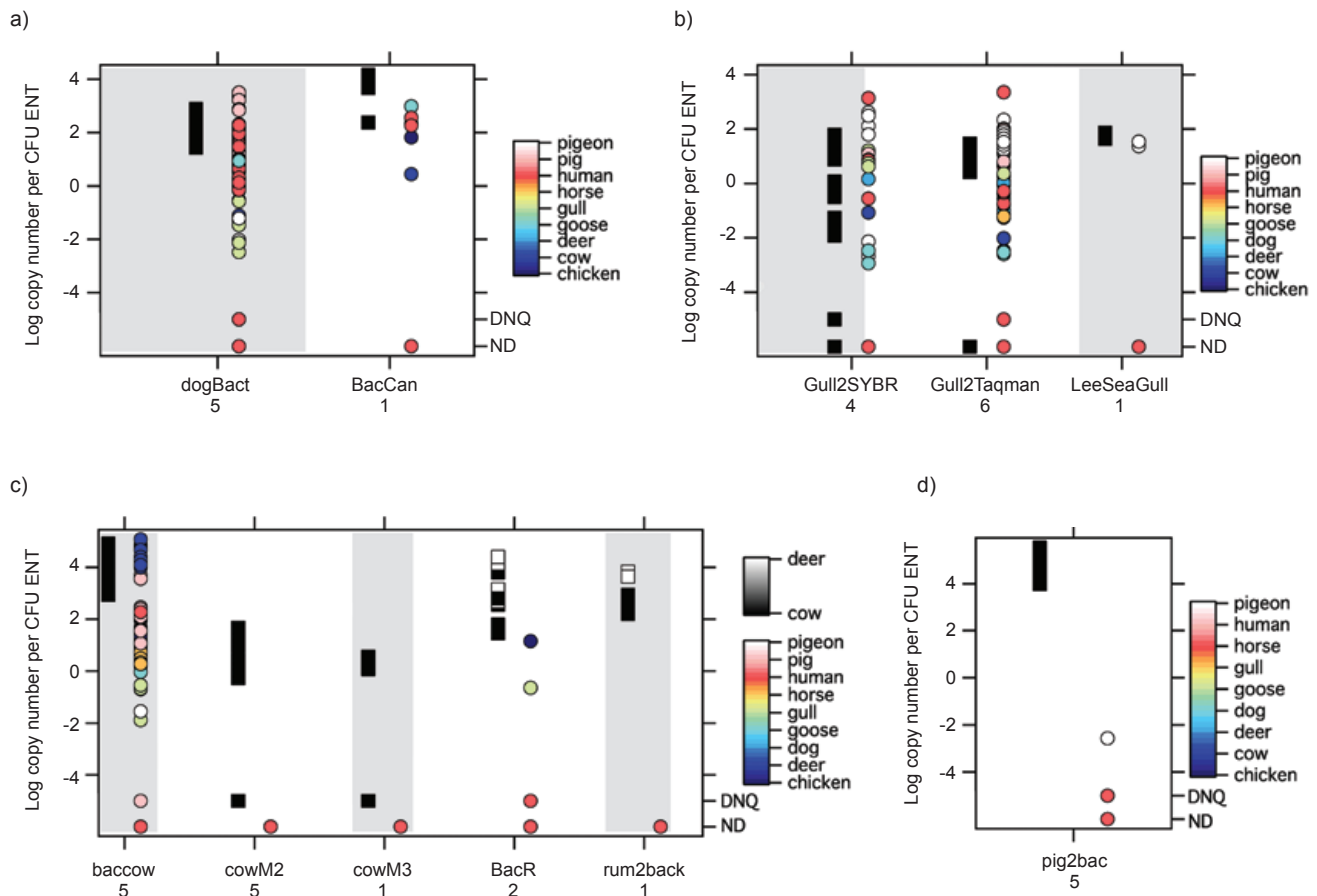 a)
Log copy number per CFU ENT
4
2
0
-2
-4
DNQ
ND
dogBact
5
BacCan
1
pigeon
pig
human
horse
gull
goose
deer
cow
chicken
b)
Log copy number per CFU ENT
4
2
0
-2
-4
DNQ
ND
Gull2SYBR
4
Gull2Taqman
6
LeeSeaGull
1
pigeon
pig
human
horse
goose
dog
deer
cow
chicken
c)
Log copy number per CFU ENT
4
2
0
-2
-4
DNQ
ND
baccow
5
cowM2
5
cowM3
1
BacR
2
rum2back
1
deer
cow
pigeon
pig
human
horse
gull
goose
dog
deer
chicken
d)
Log copy number per CFU ENT
4
2
0
-2
-4
DNQ
ND
pig2bac
5
pigeon
human
horse
gull
goose
dog
deer
cow
chicken